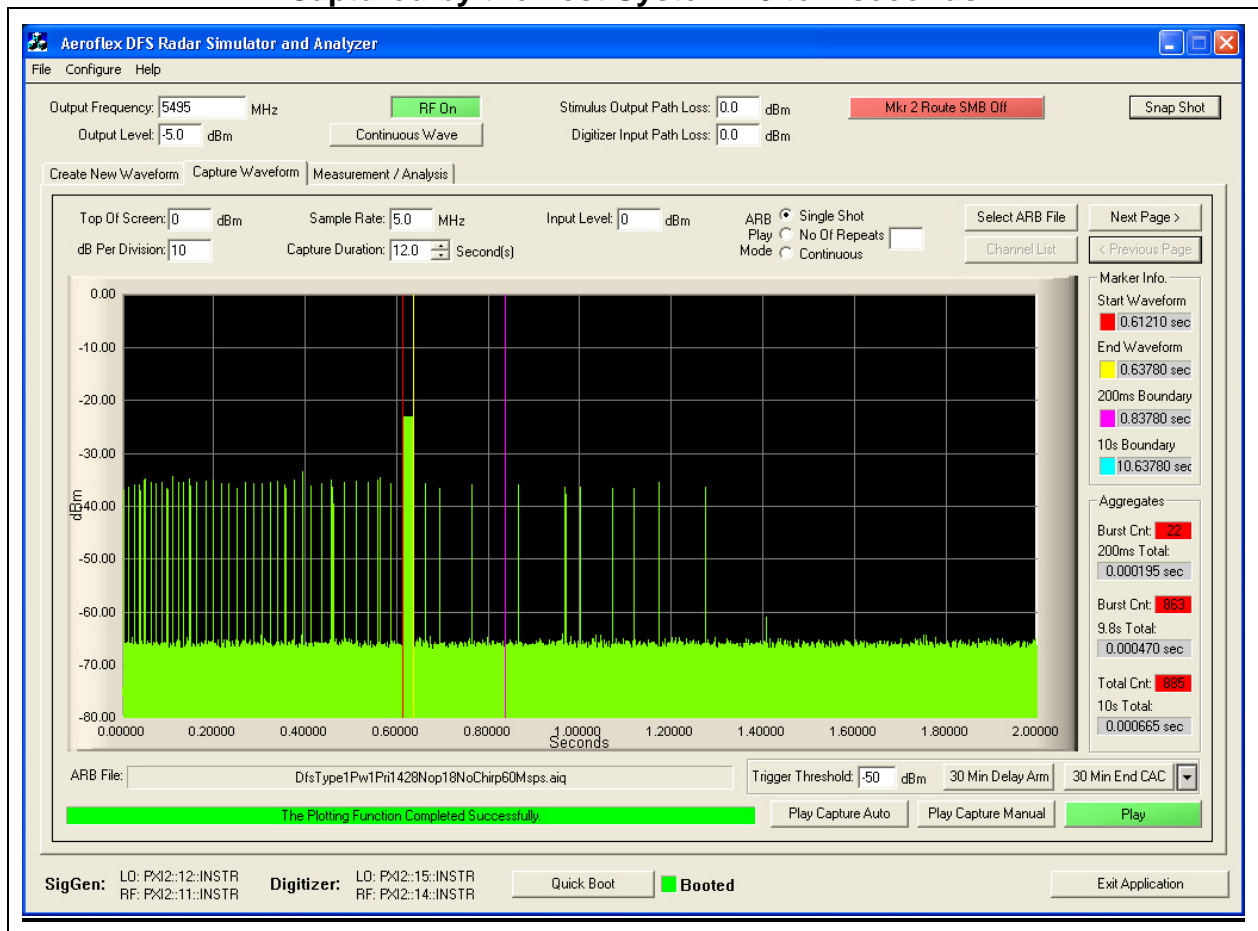 Aeroflex DFS Radar Simulator and Analyzer
File Configure Help
Output Frequency: 5495 MHz RF On Stimulus Output Path Loss: 0.0 dBm Mkr 2 Route SMB Off Snap Shot
Output Level: -5.0 dBm Continuous Wave Digitizer Input Path Loss: 0.0 dBm
Create New Waveform Capture Waveform Measurement / Analysis
Top Of Screen: 0 dBm Sample Rate: 5.0 MHz Input Level: 0 dBm ARB Play Mode Single Shot Select ARB File Next Page >
dB Per Division: 10 Capture Duration: 12.0 Second(s) No Of Repeats Channel List < Previous Page
Continuous
Marker Info.
Start Waveform
0.61210 sec
End Waveform
0.63780 sec
200ms Boundary
0.83780 sec
10s Boundary
10.63780 sec
Aggregates
Burst Cnt: 22
200ms Total:
0.000195 sec
Burst Cnt: 863
9.8s Total:
0.000470 sec
Total Cnt: 885
10s Total:
0.000665 sec
0.00
-10.00
-20.00
-30.00
-40.00
-50.00
-60.00
-70.00
-80.00
dBm
0.00000 0.20000 0.40000 0.60000 0.80000 1.00000 1.20000 1.40000 1.60000 1.80000 2.00000
Seconds
ARB File: DfsType1Pw1Pri1428Nop18NoChirp60Msps.aiq Trigger Threshold: -50 dBm 30 Min Delay Arm 30 Min End CAC
The Plotting Function Completed Successfully. Play Capture Auto Play Capture Manual Play
SigGen: LO: PXI2::12::INSTR Digitizer: LO: PXI2::15::INSTR Quick Boot Booted Exit Application
RF: PXI2::11::INSTR RF: PXI2::14::INSTR